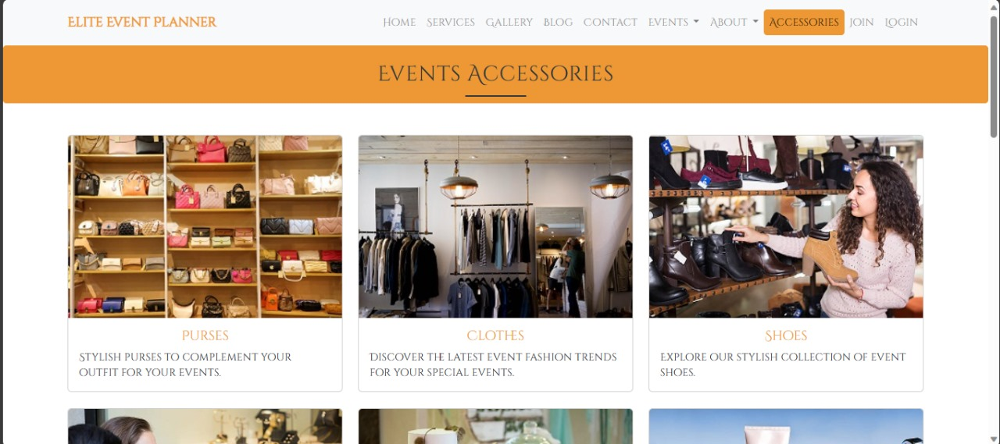 Elite Event Planner
Home Services Gallery Blog Contact Events About Accessories Join Login
Events Accessories
Purses
Stylish purses to complement your
outfit for your events.
Clothes
Discover the latest event fashion trends
for your special events.
Shoes
Explore our stylish collection of event
shoes.